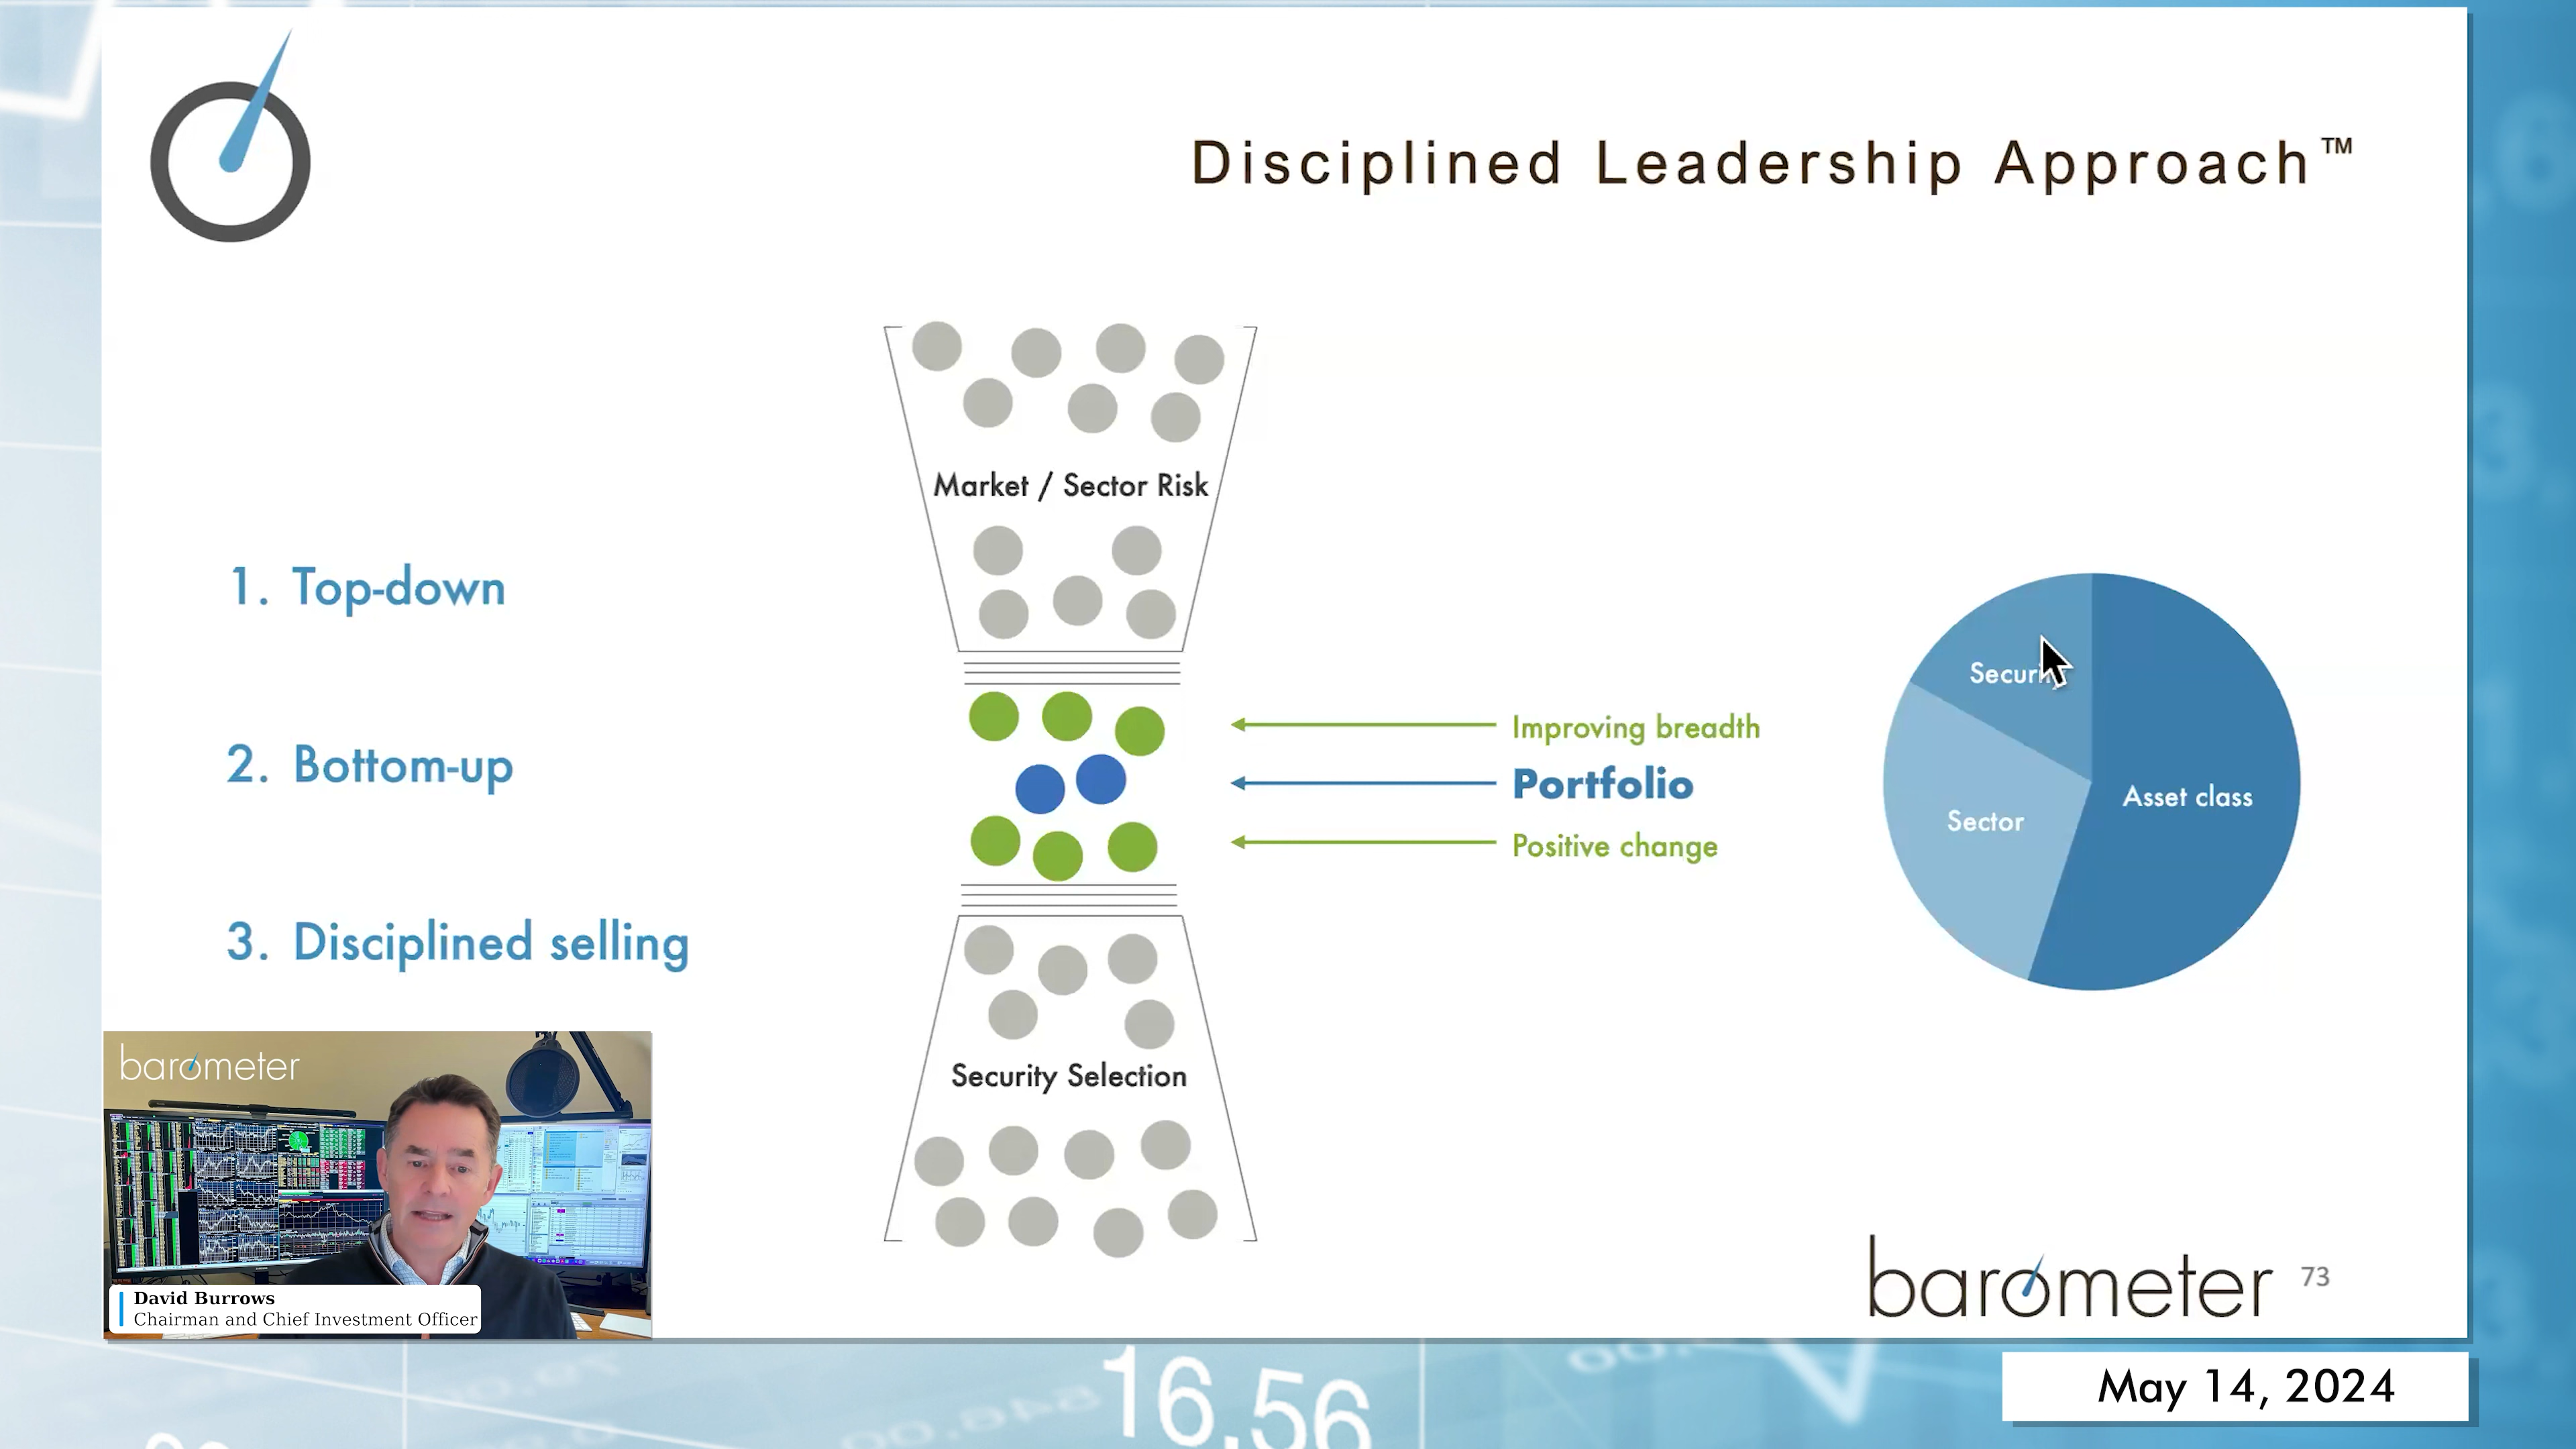 Disciplined Leadership Approach™
Market / Sector Risk
1. Top-down
2. Bottom-up
3. Disciplined selling
Improving breadth
Portfolio
Positive change
Security
Sector
Asset class
Security Selection
barometer
David Burrows
Chairman and Chief Investment Officer
barometer 73
May 14, 2024
16.56